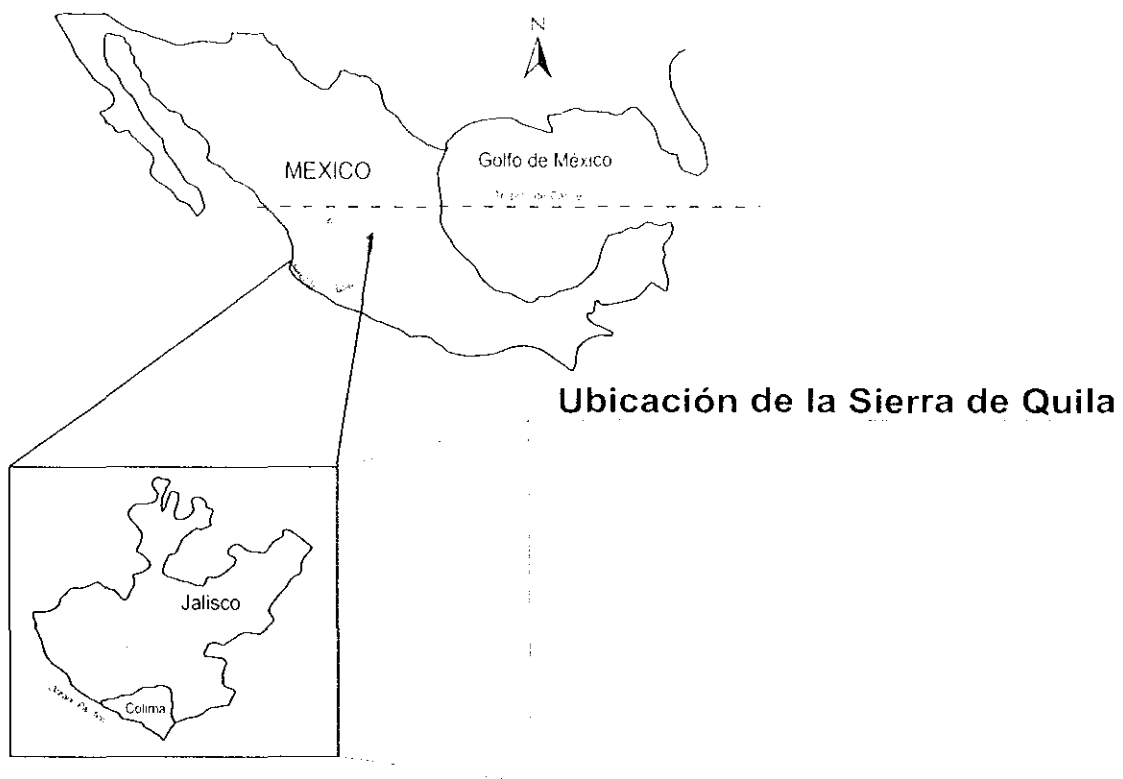 N
MEXICO
Golfo de México
Ubicación de la Sierra de Quila
Jalisco
Colima